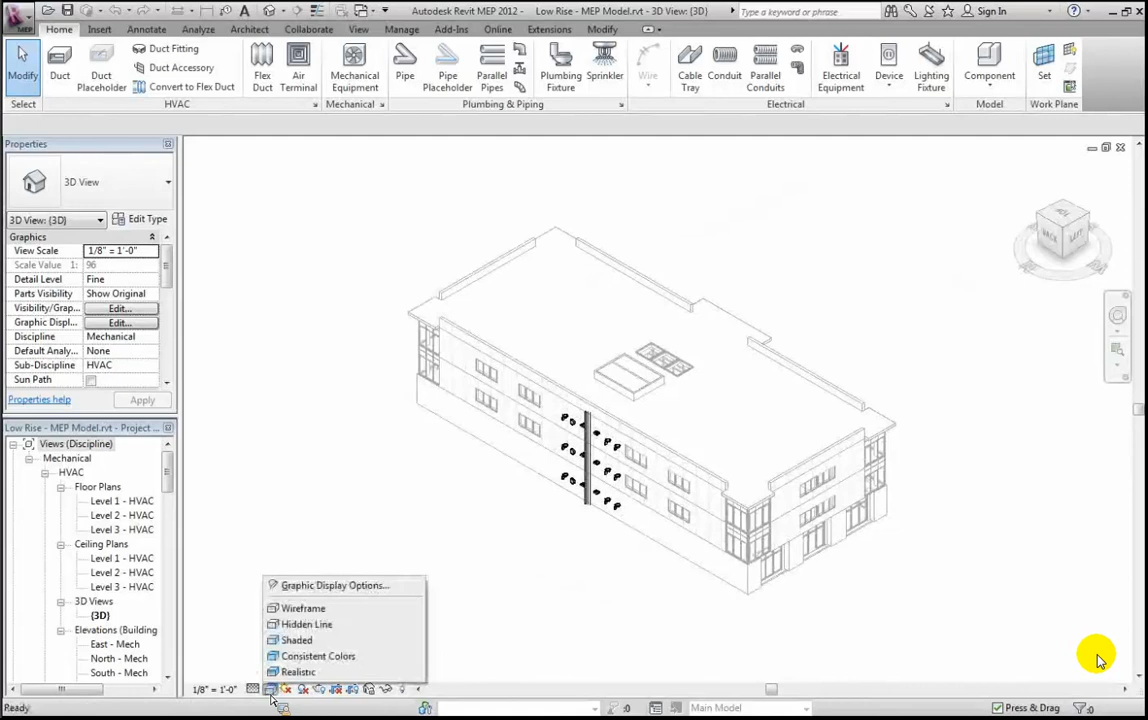 Autodesk Revit MEP 2012 - Low Rise - MEP Model.rvt - 3D View: {3D}
Type a keyword or phrase
Sign In
MEP
Home Insert Annotate Analyze Architect Collaborate View Manage Add-Ins Online Extensions Modify
Modify
Duct
Duct Placeholder
Duct Fitting
Duct Accessory
Convert to Flex Duct
Flex Duct
Air Terminal
Mechanical Equipment
Pipe
Pipe Placeholder
Parallel Pipes
Plumbing Fixture
Sprinkler
Wire
Cable Tray
Conduit
Parallel Conduits
Electrical Equipment
Device
Lighting Fixture
Component
Set
Select HVAC Mechanical Plumbing & Piping Electrical Model Work Plane
Properties
3D View
3D View: {3D} Edit Type
Graphics
View Scale 1/8" = 1'-0"
Scale Value 1: 96
Detail Level Fine
Parts Visibility Show Original
Visibility/Grap... Edit...
Graphic Displ... Edit...
Discipline Mechanical
Default Analy... None
Sub-Discipline HVAC
Sun Path
Properties help Apply
Low Rise - MEP Model.rvt - Project ...
Views (Discipline)
Mechanical
HVAC
Floor Plans
Level 1 - HVAC
Level 2 - HVAC
Level 3 - HVAC
Ceiling Plans
Level 1 - HVAC
Level 2 - HVAC
Level 3 - HVAC
3D Views
{3D}
Elevations (Building
East - Mech
North - Mech
South - Mech
BACK LEFT
Graphic Display Options...
Wireframe
Hidden Line
Shaded
Consistent Colors
Realistic
1/8" = 1'-0"
Ready
:0
Main Model
Press & Drag
:0